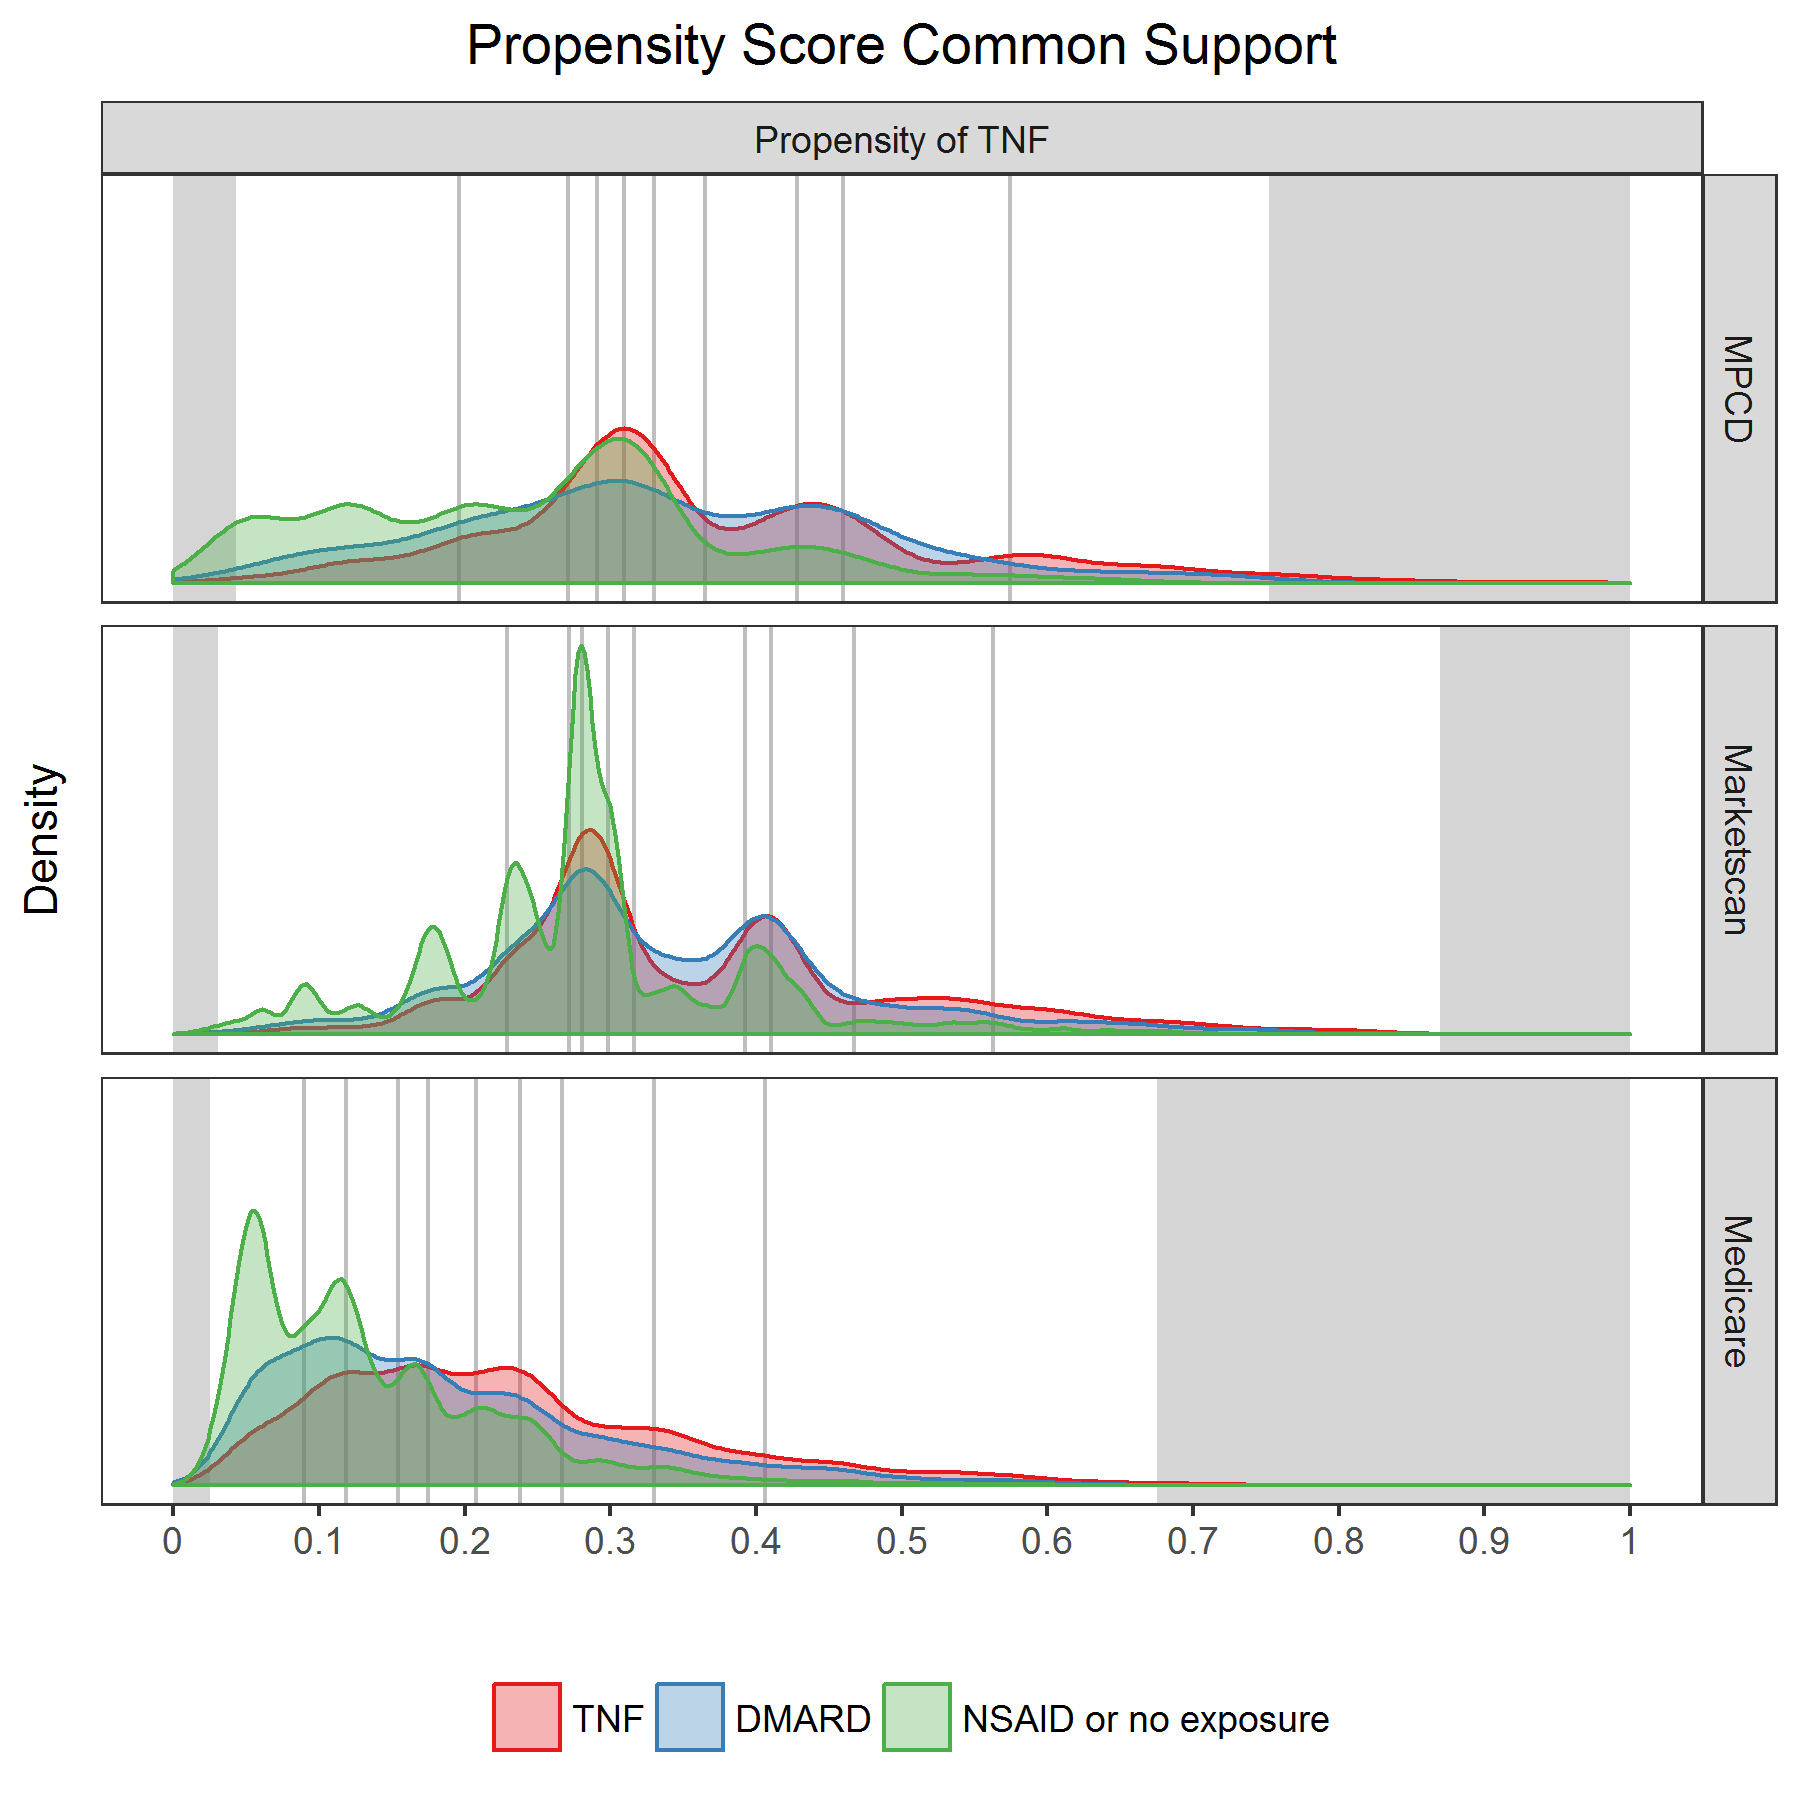 Propensity Score Common Support
Propensity of TNF
MPCD
Marketscan
Medicare
Density
0 0.1 0.2 0.3 0.4 0.5 0.6 0.7 0.8 0.9 1
TNF DMARD NSAID or no exposure